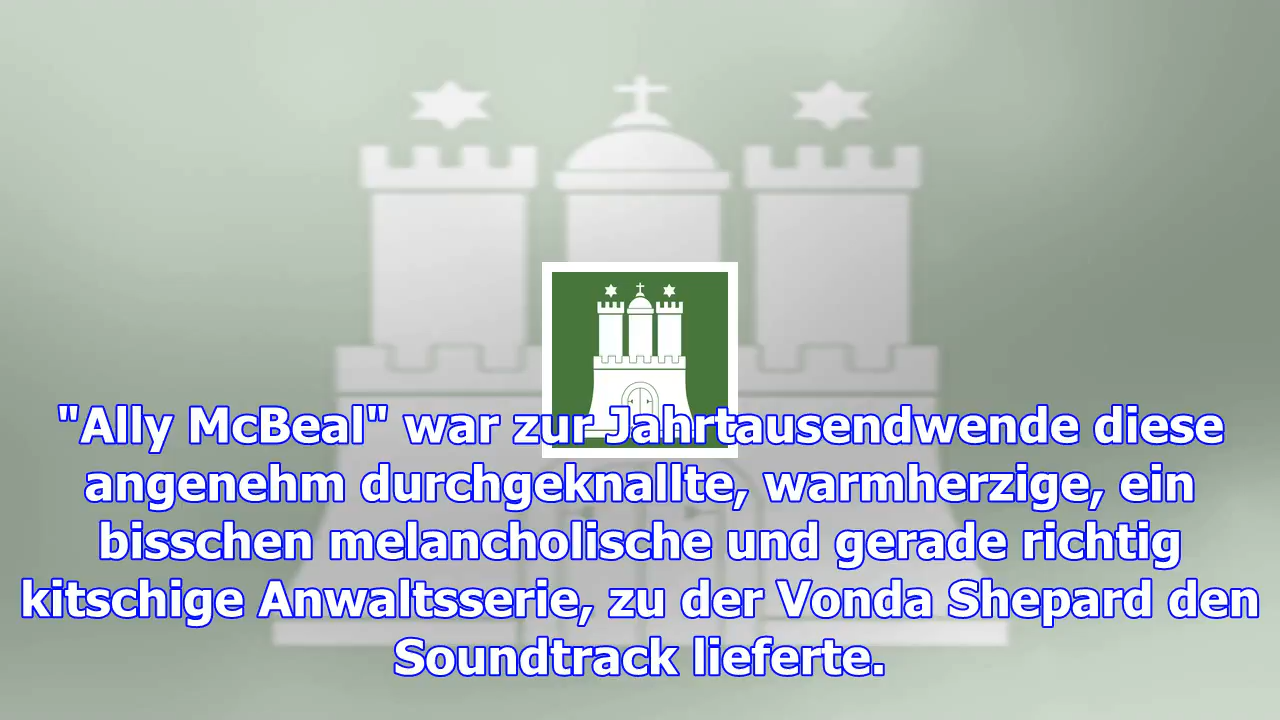 "Ally McBeal" war zur Jahrtausendwende diese
angenehm durchgeknallte, warmherzige, ein
bisschen melancholische und gerade richtig
kitschige Anwaltsserie, zu der Vonda Shepard den
Soundtrack lieferte.